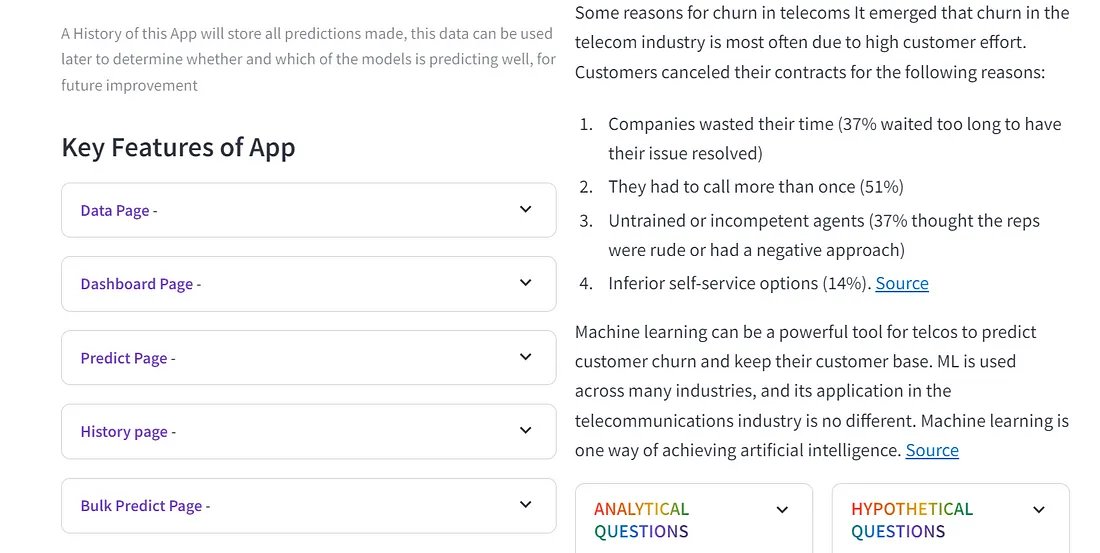 A History of this App will store all predictions made, this data can be used
later to determine whether and which of the models is predicting well, for
future improvement
Key Features of App
Data Page -
Dashboard Page -
Predict Page -
History page -
Bulk Predict Page -
Some reasons for churn in telecoms It emerged that churn in the
telecom industry is most often due to high customer effort.
Customers canceled their contracts for the following reasons:
1. Companies wasted their time (37% waited too long to have
their issue resolved)
2. They had to call more than once (51%)
3. Untrained or incompetent agents (37% thought the reps
were rude or had a negative approach)
4. Inferior self-service options (14%). Source
Machine learning can be a powerful tool for telcos to predict
customer churn and keep their customer base. ML is used
across many industries, and its application in the
telecommunications industry is no different. Machine learning is
one way of achieving artificial intelligence. Source
ANALYTICAL
QUESTIONS
HYPOTHETICAL
QUESTIONS